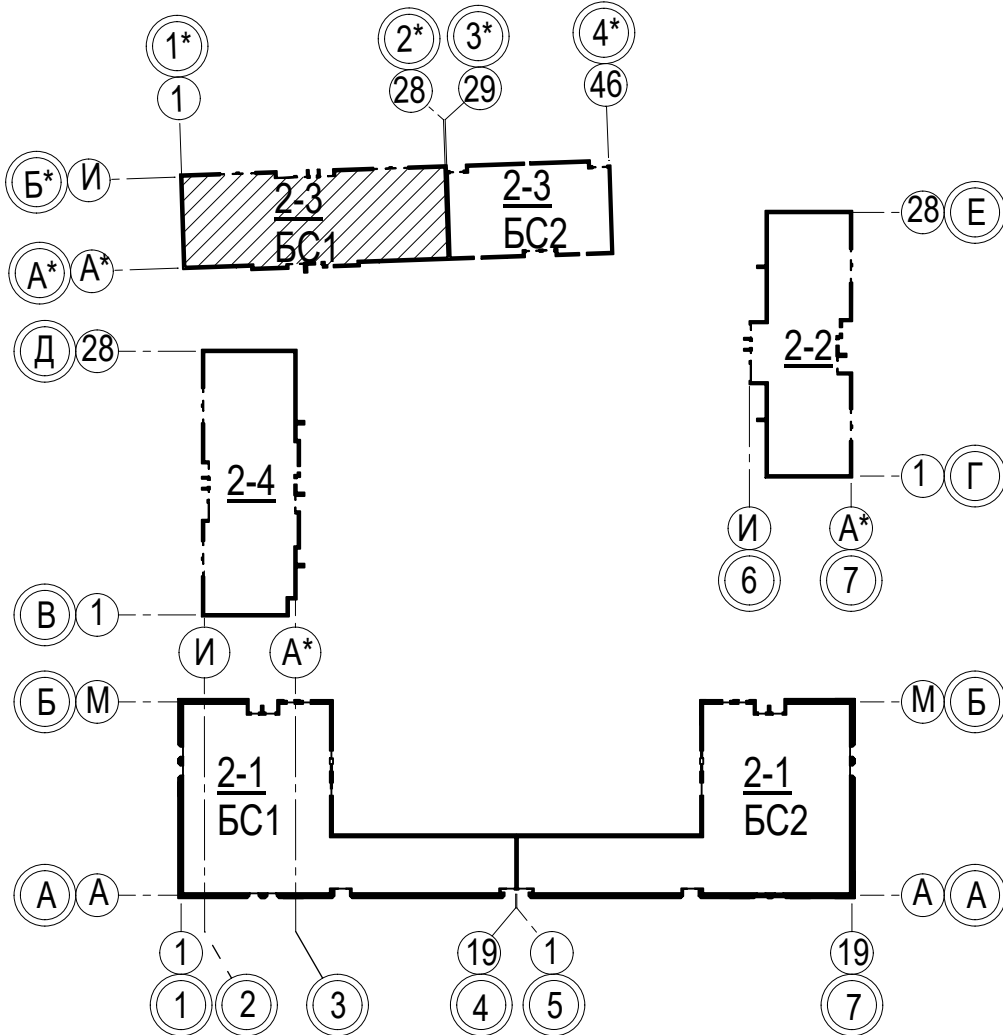 1* 2* 3* 4*
1 28 29 46
Б* И
2-3
БС1
2-3
БС2
28 Е
А* А*
Д 28
2-2
2-4
1 Г
И А*
6 7
В 1
И А*
Б М
М Б
2-1
БС1
2-1
БС2
А А
А А
1 19 1 19
1 2 3 4 5 7